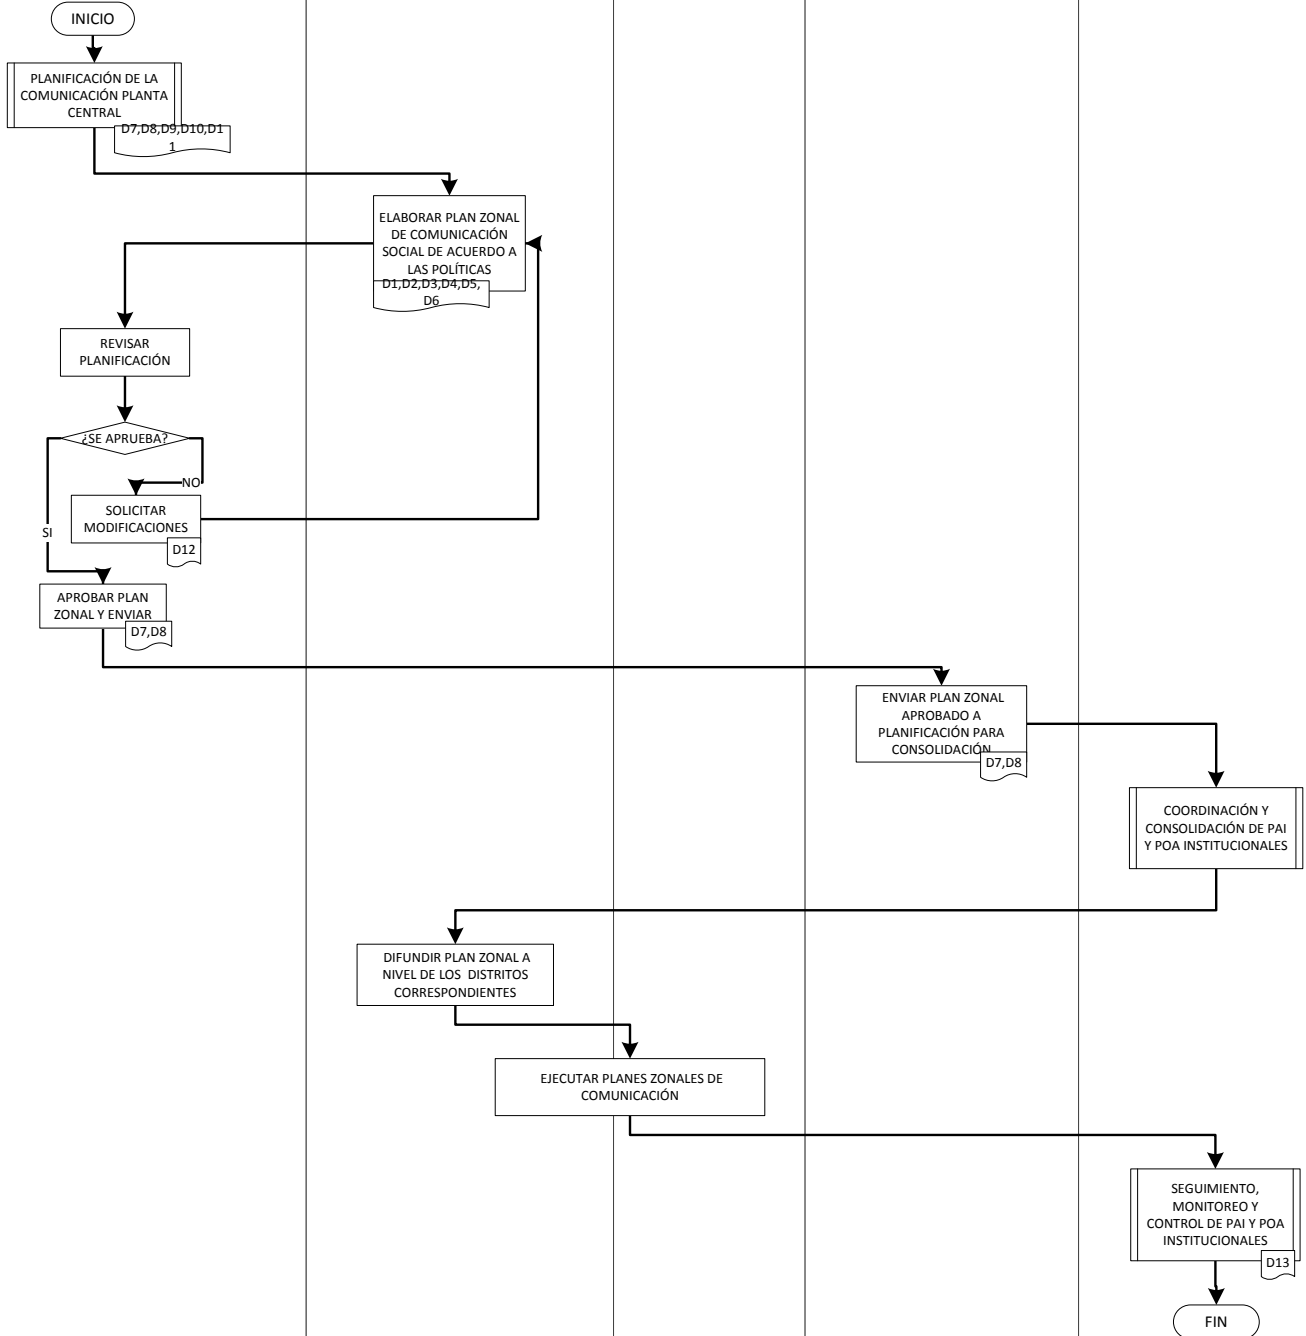 INICIO
PLANIFICACIÓN DE LA
COMUNICACIÓN PLANTA
CENTRAL
D7,D8,D9,D10,D1
1
ELABORAR PLAN ZONAL
DE COMUNICACIÓN
SOCIAL DE ACUERDO A
LAS POLÍTICAS
D1,D2,D3,D4,D5,
D6
REVISAR
PLANIFICACIÓN
¿SE APRUEBA?
NO
SOLICITAR
MODIFICACIONES
D12
SI
APROBAR PLAN
ZONAL Y ENVIAR
D7,D8
ENVIAR PLAN ZONAL
APROBADO A
PLANIFICACIÓN PARA
CONSOLIDACIÓN
D7,D8
COORDINACIÓN Y
CONSOLIDACIÓN DE PAI
Y POA INSTITUCIONALES
DIFUNDIR PLAN ZONAL A
NIVEL DE LOS DISTRITOS
CORRESPONDIENTES
EJECUTAR PLANES ZONALES DE
COMUNICACIÓN
SEGUIMIENTO,
MONITOREO Y
CONTROL DE PAI Y POA
INSTITUCIONALES
D13
FIN